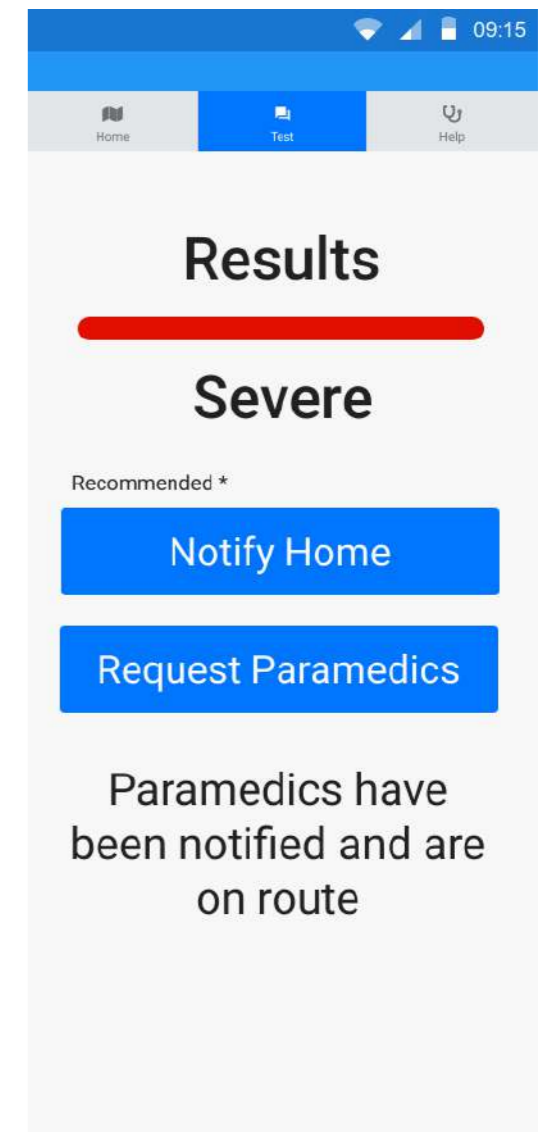 09:15
Home Test Help
Results
Severe
Recommended *
Notify Home
Request Paramedics
Paramedics have
been notified and are
on route